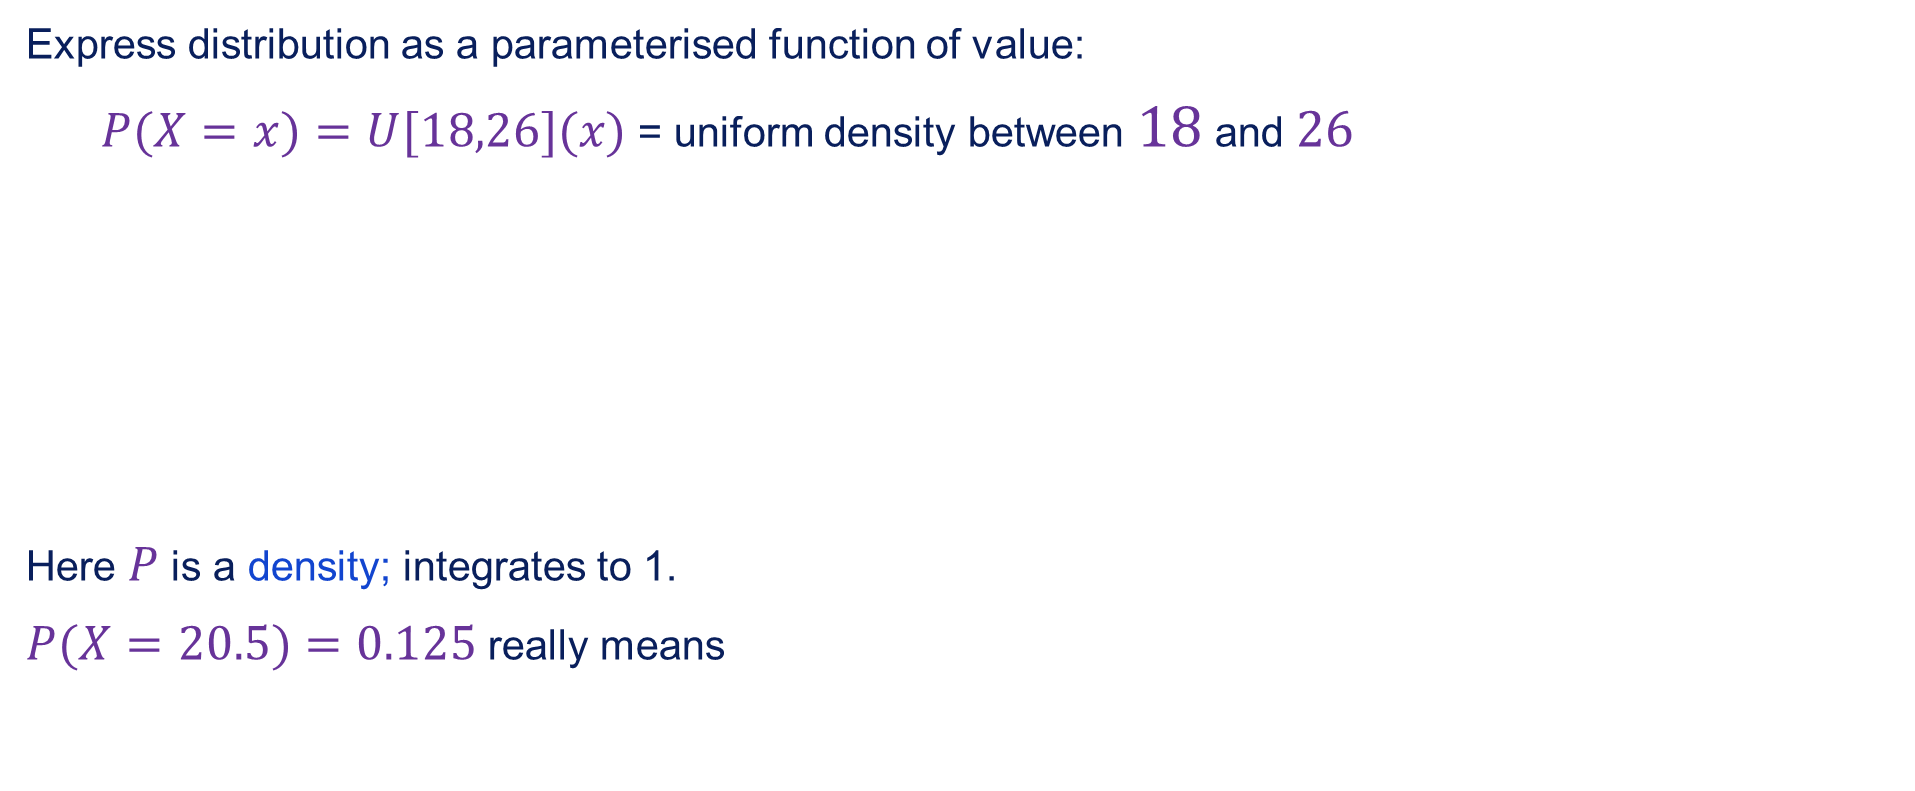 Express distribution as a parameterised function of value:
P(X = x) = U[18,26](x) = uniform density between 18 and 26
Here P is a density; integrates to 1.
P(X = 20.5) = 0.125 really means